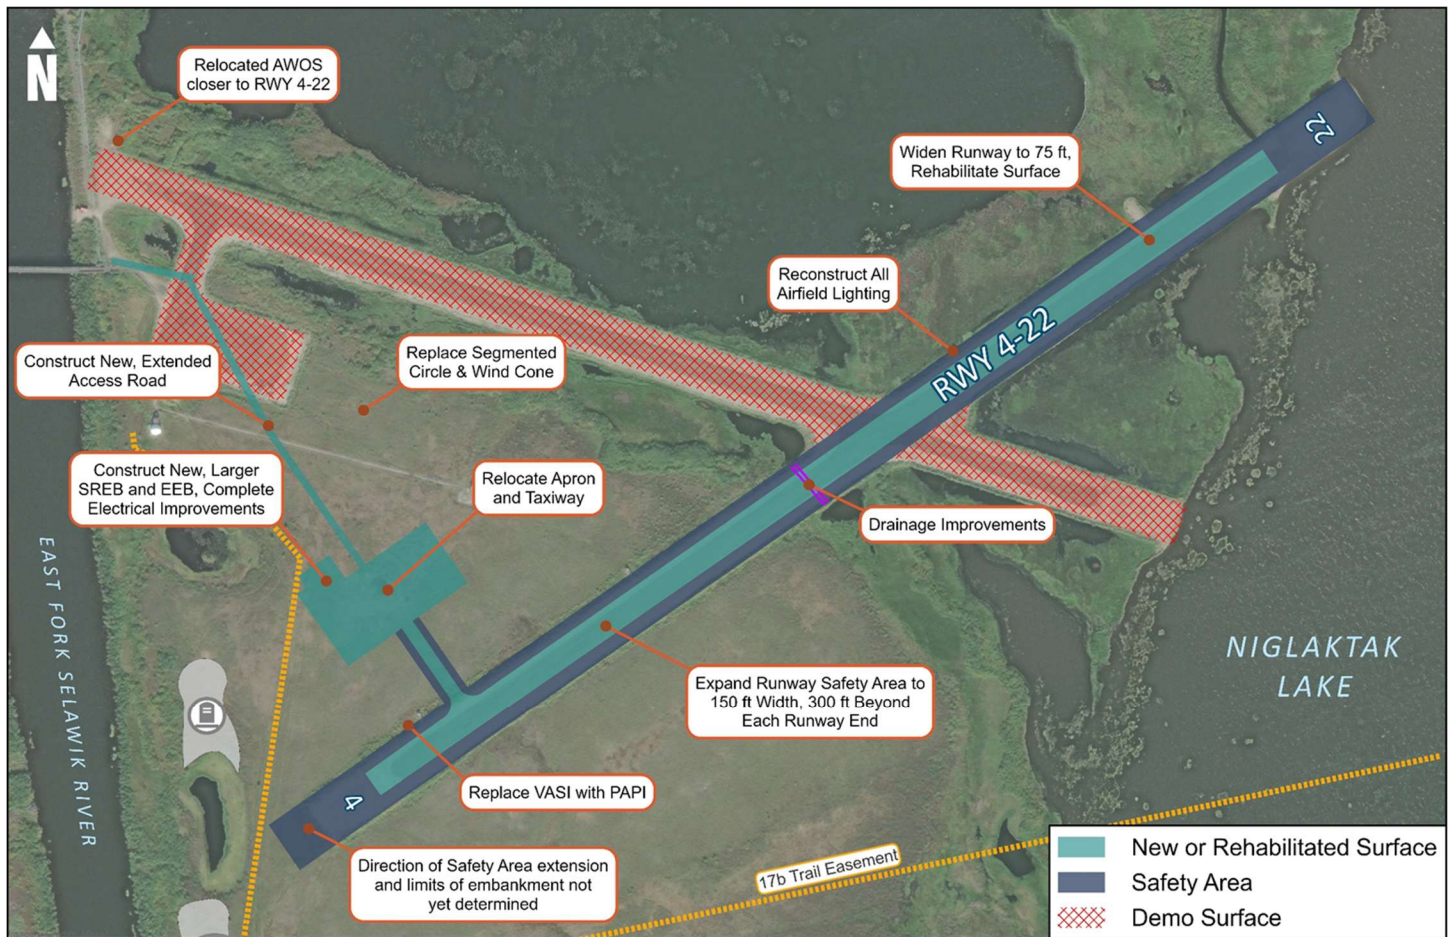 N
Relocated AWOS
closer to RWY 4-22
22
Widen Runway to 75 ft,
Rehabilitate Surface
Reconstruct All
Airfield Lighting
RWY 4-22
Construct New, Extended
Access Road
Replace Segmented
Circle & Wind Cone
Construct New, Larger
SREB and EEB, Complete
Electrical Improvements
Relocate Apron
and Taxiway
Drainage Improvements
EAST FORK SELAWIK RIVER
NIGLAKTAK
LAKE
Expand Runway Safety Area to
150 ft Width, 300 ft Beyond
Each Runway End
Replace VASI with PAPI
4
Direction of Safety Area extension
and limits of embankment not
yet determined
17b Trail Easement
New or Rehabilitated Surface
Safety Area
Demo Surface